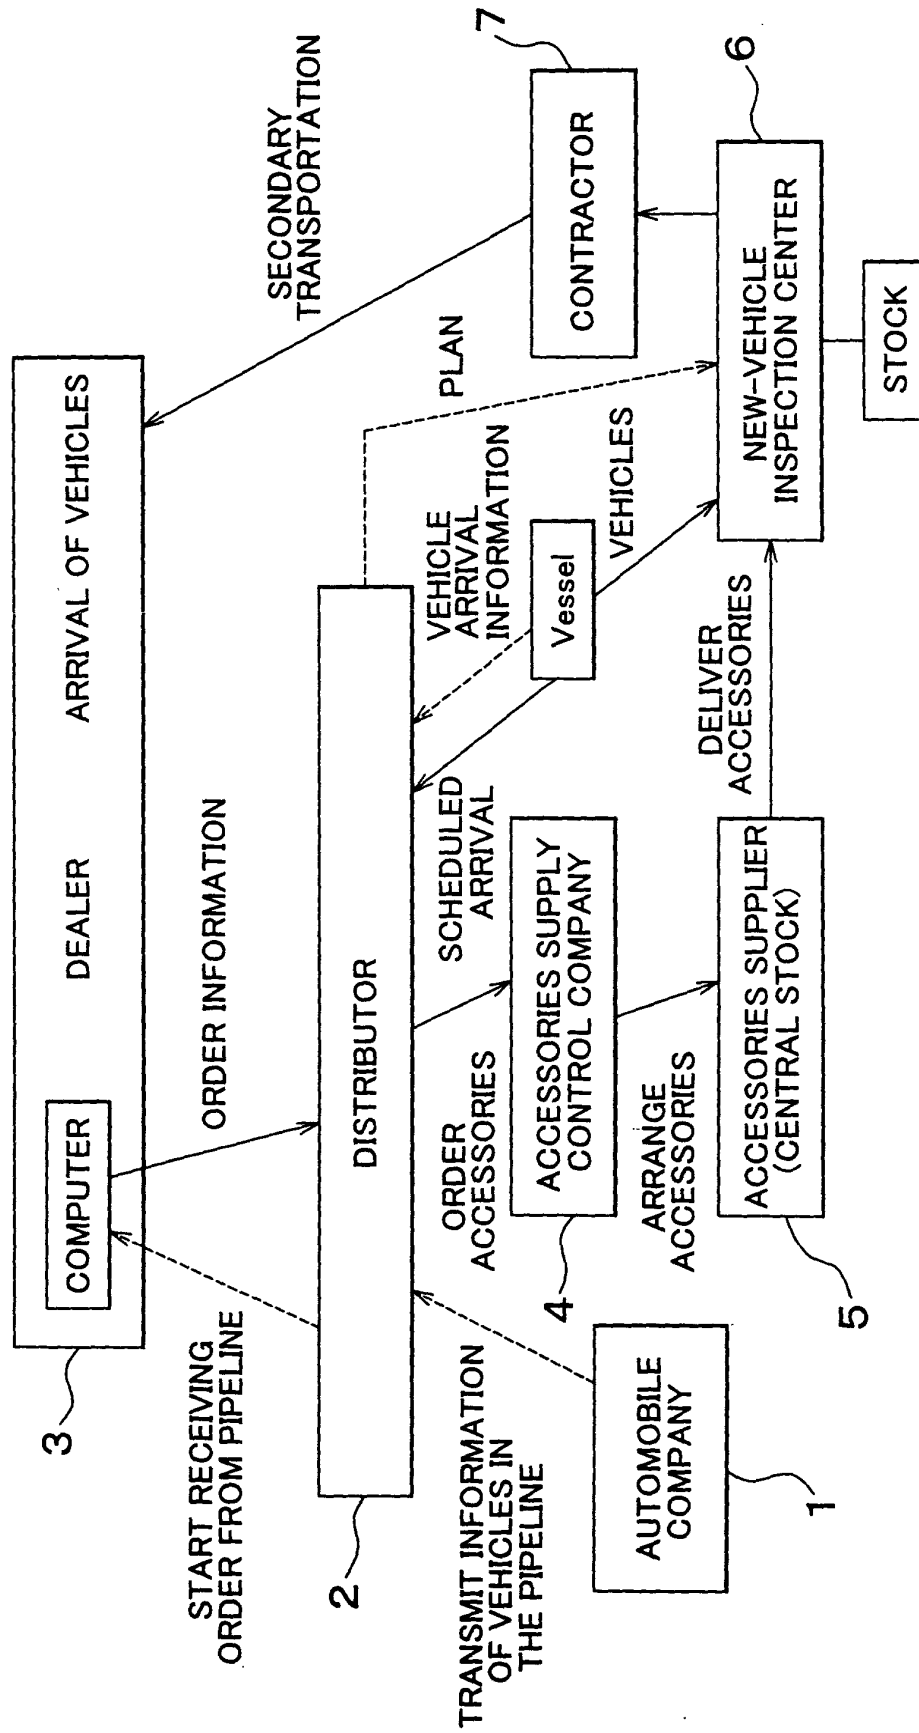 3
COMPUTER
DEALER
ARRIVAL OF VEHICLES
START RECEIVING
ORDER FROM PIPELINE
ORDER INFORMATION
SECONDARY
TRANSPORTATION
2
DISTRIBUTOR
PLAN
7
CONTRACTOR
TRANSMIT INFORMATION
OF VEHICLES IN
THE PIPELINE
ORDER
ACCESSORIES
SCHEDULED
ARRIVAL
VEHICLE
ARRIVAL
INFORMATION
Vessel
VEHICLES
4
ACCESSORIES SUPPLY
CONTROL COMPANY
AUTOMOBILE
COMPANY
1
ARRANGE
ACCESSORIES
5
ACCESSORIES SUPPLIER
(CENTRAL STOCK)
DELIVER
ACCESSORIES
6
NEW-VEHICLE
INSPECTION CENTER
STOCK